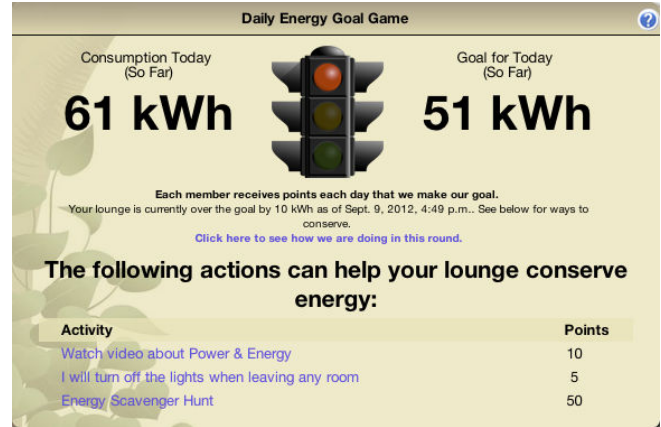 Daily Energy Goal Game
?
Consumption Today
(So Far)
61 kWh
Goal for Today
(So Far)
51 kWh
Each member receives points each day that we make our goal.
Your lounge is currently over the goal by 10 kWh as of Sept. 9, 2012, 4:49 p.m.. See below for ways to
conserve.
Click here to see how we are doing in this round.
The following actions can help your lounge conserve
energy:
Activity Points
Watch video about Power & Energy 10
I will turn off the lights when leaving any room 5
Energy Scavenger Hunt 50